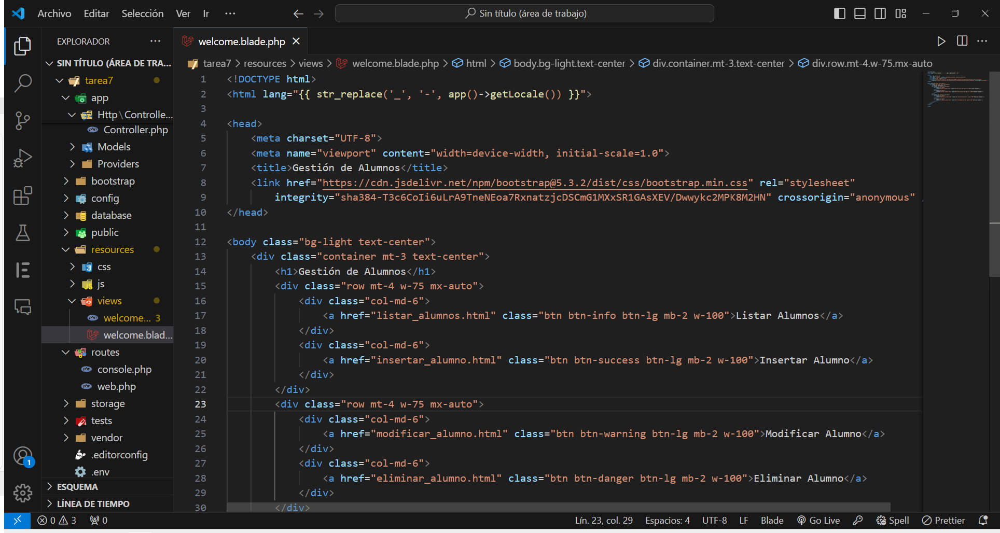 Archivo Editar Selección Ver Ir ··· Sin título (área de trabajo)
EXPLORADOR ···
SIN TÍTULO (ÁREA DE TRA...
tarea7
app
Http\Controlle...
Controller.php
Models
Providers
bootstrap
config
database
public
resources
css
js
views
welcome... 3
welcome.blad...
routes
console.php
web.php
storage
tests
vendor
.editorconfig
.env
ESQUEMA
LÍNEA DE TIEMPO
1
welcome.blade.php
tarea7 > resources > views > welcome.blade.php > html > body.bg-light.text-center > div.container.mt-3.text-center > div.row.mt-4.w-75.mx-auto
1 <!DOCTYPE html>
2 <html lang="{{ str_replace('_', '-', app()->getLocale()) }}">
3
4 <head>
5     <meta charset="UTF-8">
6     <meta name="viewport" content="width=device-width, initial-scale=1.0">
7     <title>Gestión de Alumnos</title>
8     <link href="https://cdn.jsdelivr.net/npm/bootstrap@5.3.2/dist/css/bootstrap.min.css" rel="stylesheet"
9         integrity="sha384-T3c6CoIi6uLrA9TneNEoa7RxnatzjcDSCmG1MXxSR1GAsXEV/Dwwykc2MPK8M2HN" crossorigin="anonymous"
10 </head>
11
12 <body class="bg-light text-center">
13     <div class="container mt-3 text-center">
14         <h1>Gestión de Alumnos</h1>
15         <div class="row mt-4 w-75 mx-auto">
16             <div class="col-md-6">
17                 <a href="listar_alumnos.html" class="btn btn-info btn-lg mb-2 w-100">Listar Alumnos</a>
18             </div>
19             <div class="col-md-6">
20                 <a href="insertar_alumno.html" class="btn btn-success btn-lg mb-2 w-100">Insertar Alumno</a>
21             </div>
22         </div>
23         <div class="row mt-4 w-75 mx-auto">
24             <div class="col-md-6">
25                 <a href="modificar_alumno.html" class="btn btn-warning btn-lg mb-2 w-100">Modificar Alumno</a>
26             </div>
27             <div class="col-md-6">
28                 <a href="eliminar_alumno.html" class="btn btn-danger btn-lg mb-2 w-100">Eliminar Alumno</a>
29             </div>
30         </div>
0 3 0 Lín. 23, col. 29 Espacios: 4 UTF-8 LF Blade Go Live Spell Prettier